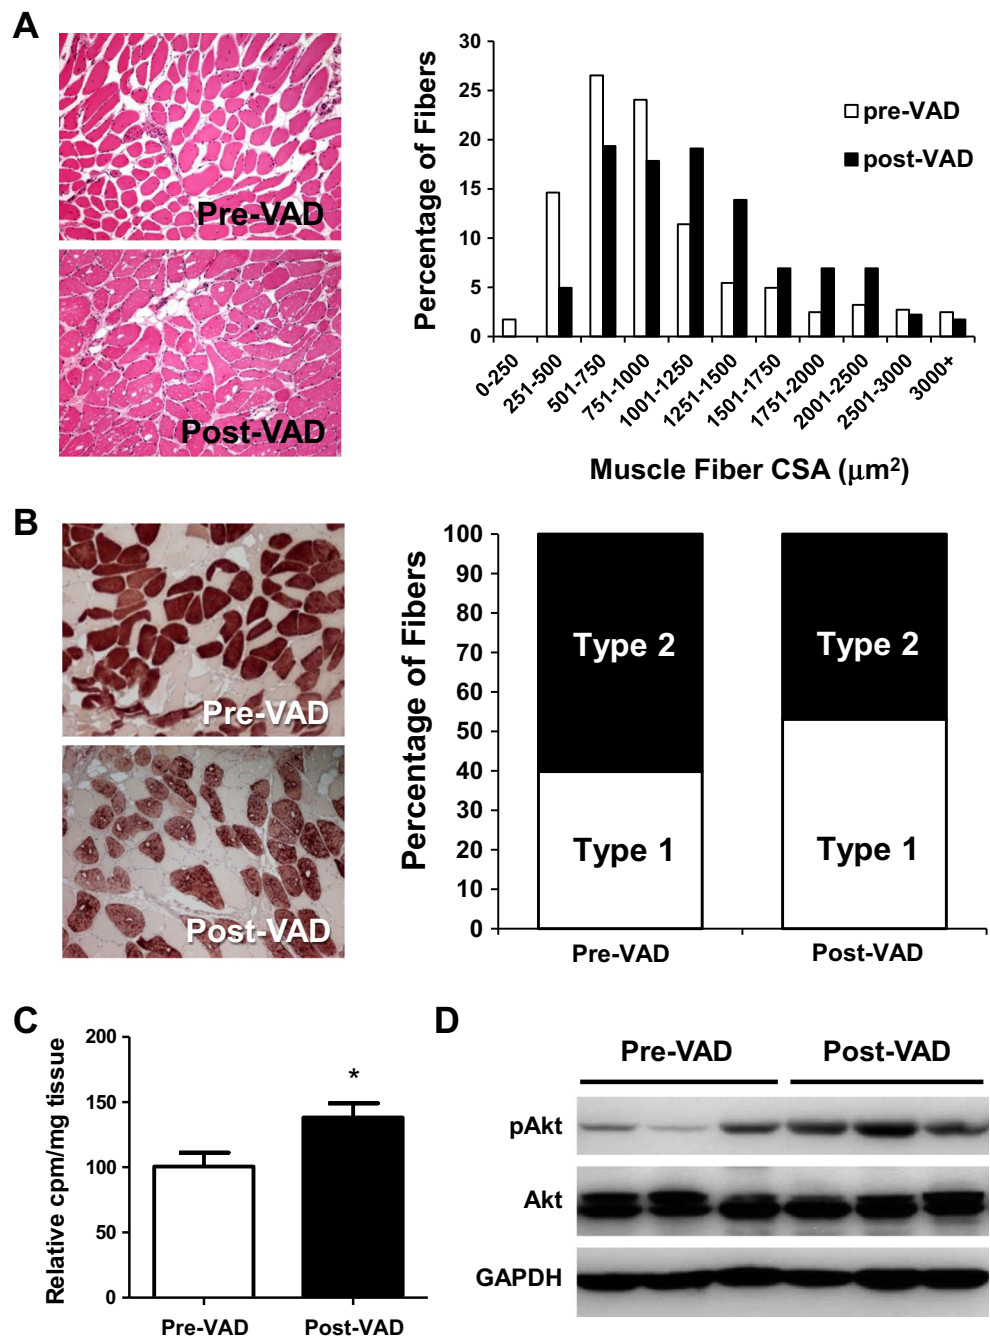 A
Pre-VAD
Post-VAD
Percentage of Fibers
30
25
20
15
10
5
0
pre-VAD
post-VAD
0-250
251-500
501-750
751-1000
1001-1250
1251-1500
1501-1750
1751-2000
2001-2500
2501-3000
3000+
Muscle Fiber CSA (μm²)
B
Pre-VAD
Post-VAD
Percentage of Fibers
100
90
80
70
60
50
40
30
20
10
0
Type 2
Type 1
Type 2
Type 1
Pre-VAD
Post-VAD
C
Relative cpm/mg tissue
200
150
100
50
0
*
Pre-VAD
Post-VAD
D
Pre-VAD
Post-VAD
pAkt
Akt
GAPDH